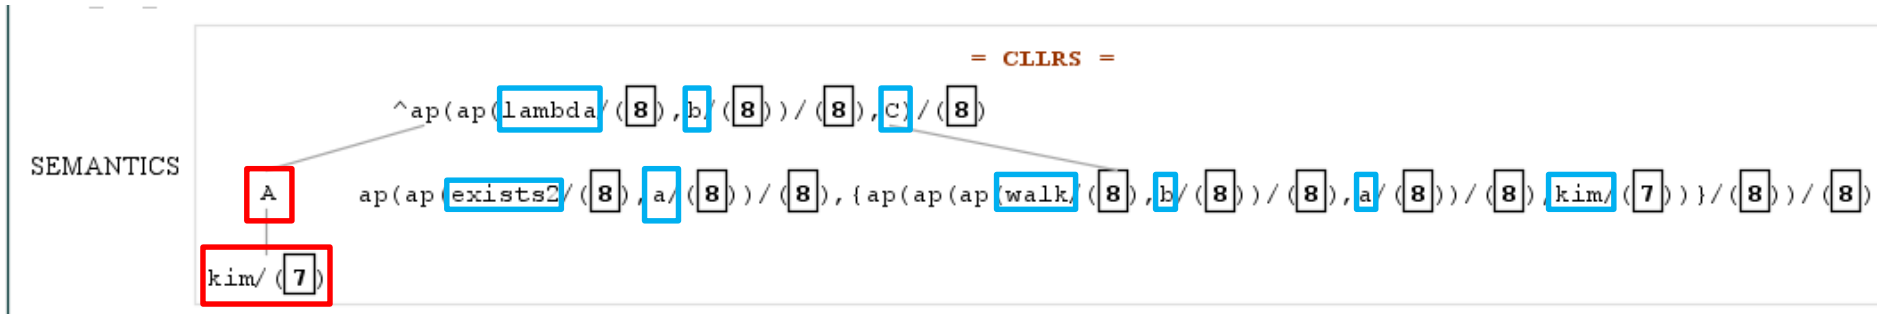 = CLLRS =
^ap(ap(lambda/(8),b/(8))/(8),C)/(8)
SEMANTICS
A ap(ap(exists2/(8),a/(8))/(8),{ap(ap(ap(walk/(8),b/(8))/(8),a/(8))/(8),kim/(7))}/(8))/(8)
kim/(7)